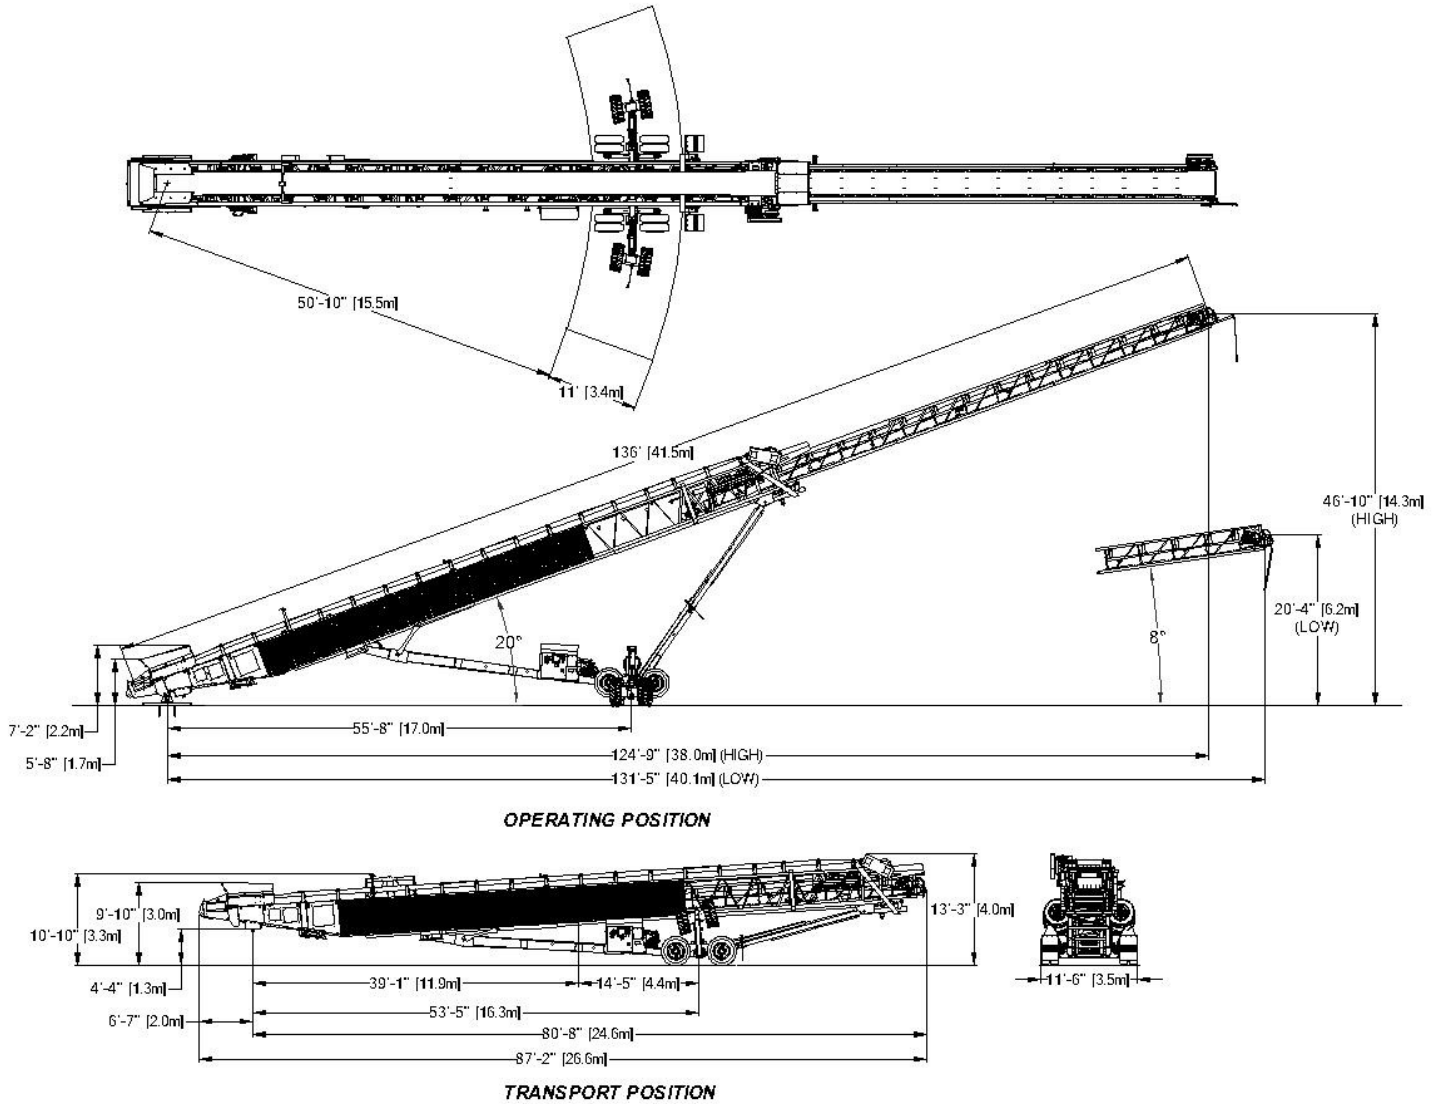 50'-10" [15.5m]
11' [3.4m]
136' [41.5m]
46'-10" [14.3m]
(HIGH)
20'-4" [6.2m]
(LOW)
20°
8°
7'-2" [2.2m]
5'-8" [1.7m]
55'-8" [17.0m]
124'-9" [38.0m] (HIGH)
131'-5" [40.1m] (LOW)
OPERATING POSITION
9'-10" [3.0m]
10'-10" [3.3m]
13'-3" [4.0m]
4'-4" [1.3m]
39'-1" [11.9m]
14'-5" [4.4m]
11'-6" [3.5m]
6'-7" [2.0m]
53'-5" [16.3m]
80'-8" [24.6m]
87'-2" [26.6m]
TRANSPORT POSITION